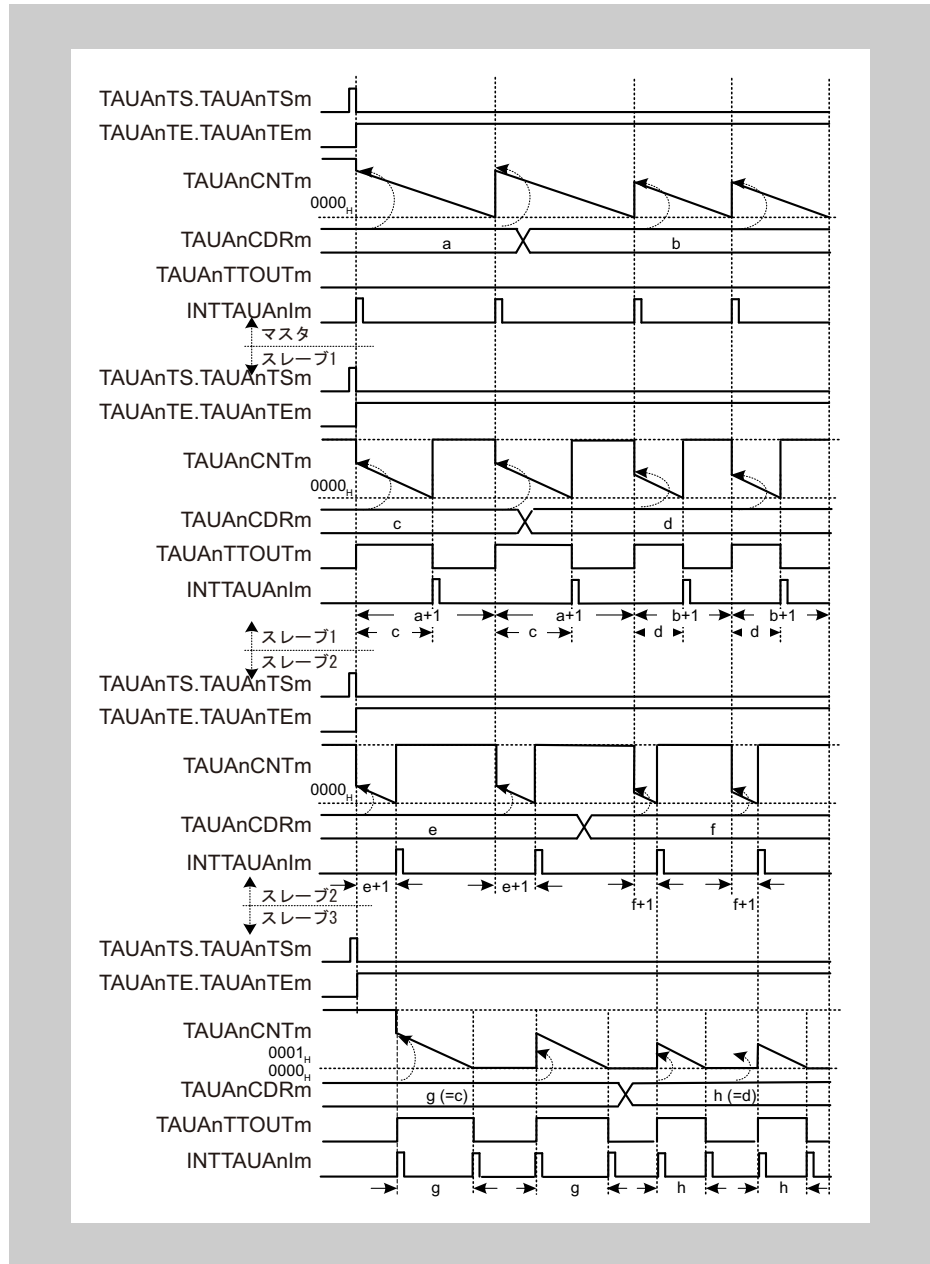 TAUAnTS.TAUAnTSm
TAUAnTE.TAUAnTEm
TAUAnCNTm
0000H
TAUAnCDRm
a
b
TAUAnTTOUTm
INTTAUAnIm
マスタ
スレーブ1
TAUAnTS.TAUAnTSm
TAUAnTE.TAUAnTEm
TAUAnCNTm
0000H
TAUAnCDRm
c
d
TAUAnTTOUTm
INTTAUAnIm
a+1
a+1
b+1
b+1
c
c
d
d
スレーブ1
スレーブ2
TAUAnTS.TAUAnTSm
TAUAnTE.TAUAnTEm
TAUAnCNTm
0000H
TAUAnCDRm
e
f
INTTAUAnIm
e+1
e+1
f+1
f+1
スレーブ2
スレーブ3
TAUAnTS.TAUAnTSm
TAUAnTE.TAUAnTEm
TAUAnCNTm
0001H
0000H
TAUAnCDRm
g (=c)
h (=d)
TAUAnTTOUTm
INTTAUAnIm
g
g
h
h